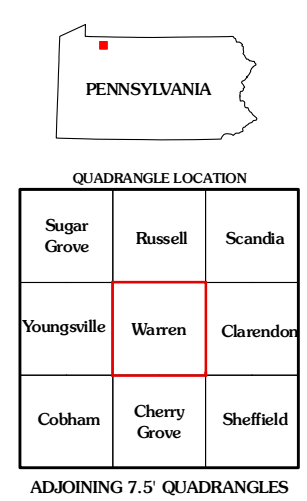 PENNSYLVANIA
QUADRANGLE LOCATION
Sugar
Grove
Russell
Scandia
Youngsville
Warren
Clarendon
Cobham
Cherry
Grove
Sheffield
ADJOINING 7.5' QUADRANGLES